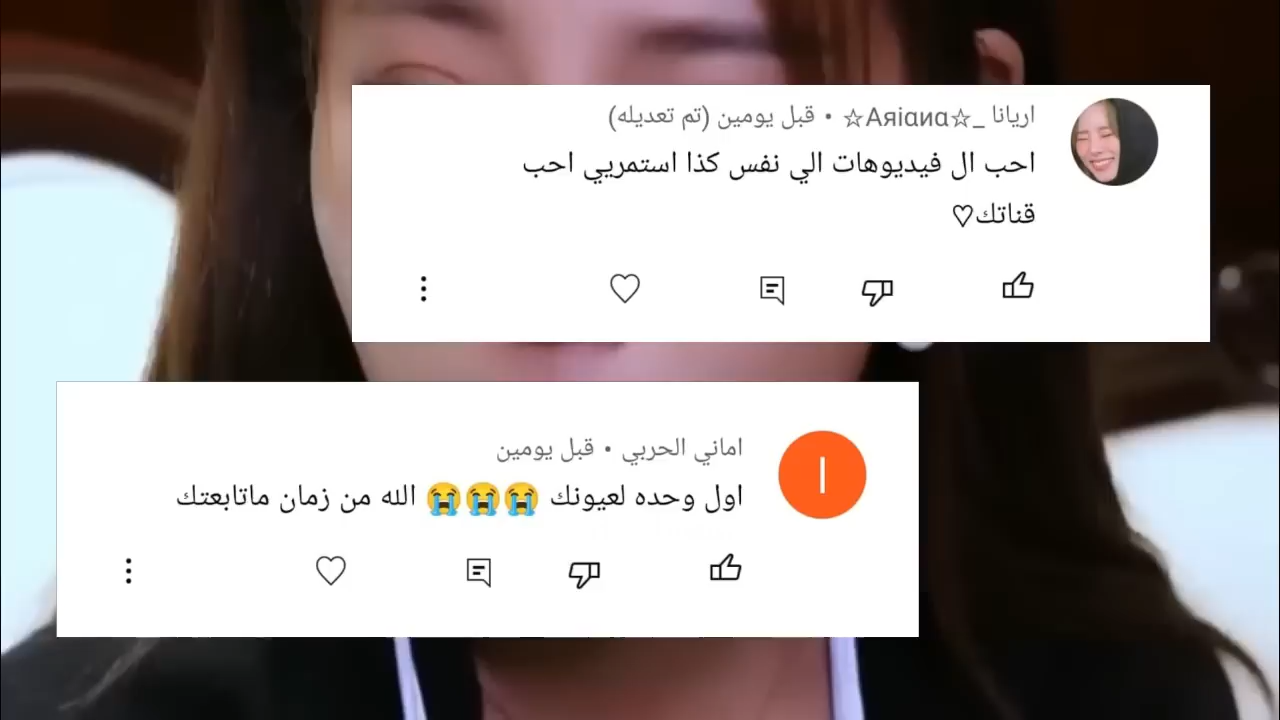 اريانا _☆Aяiαиα☆ • قبل يومين (تم تعديله)
احب ال فيديوهات الي نفس كذا استمريي احب
قناتك♡
اماني الحربي • قبل يومين
اول وحده لعيونك 😭😭😭 الله من زمان ماتابعتك